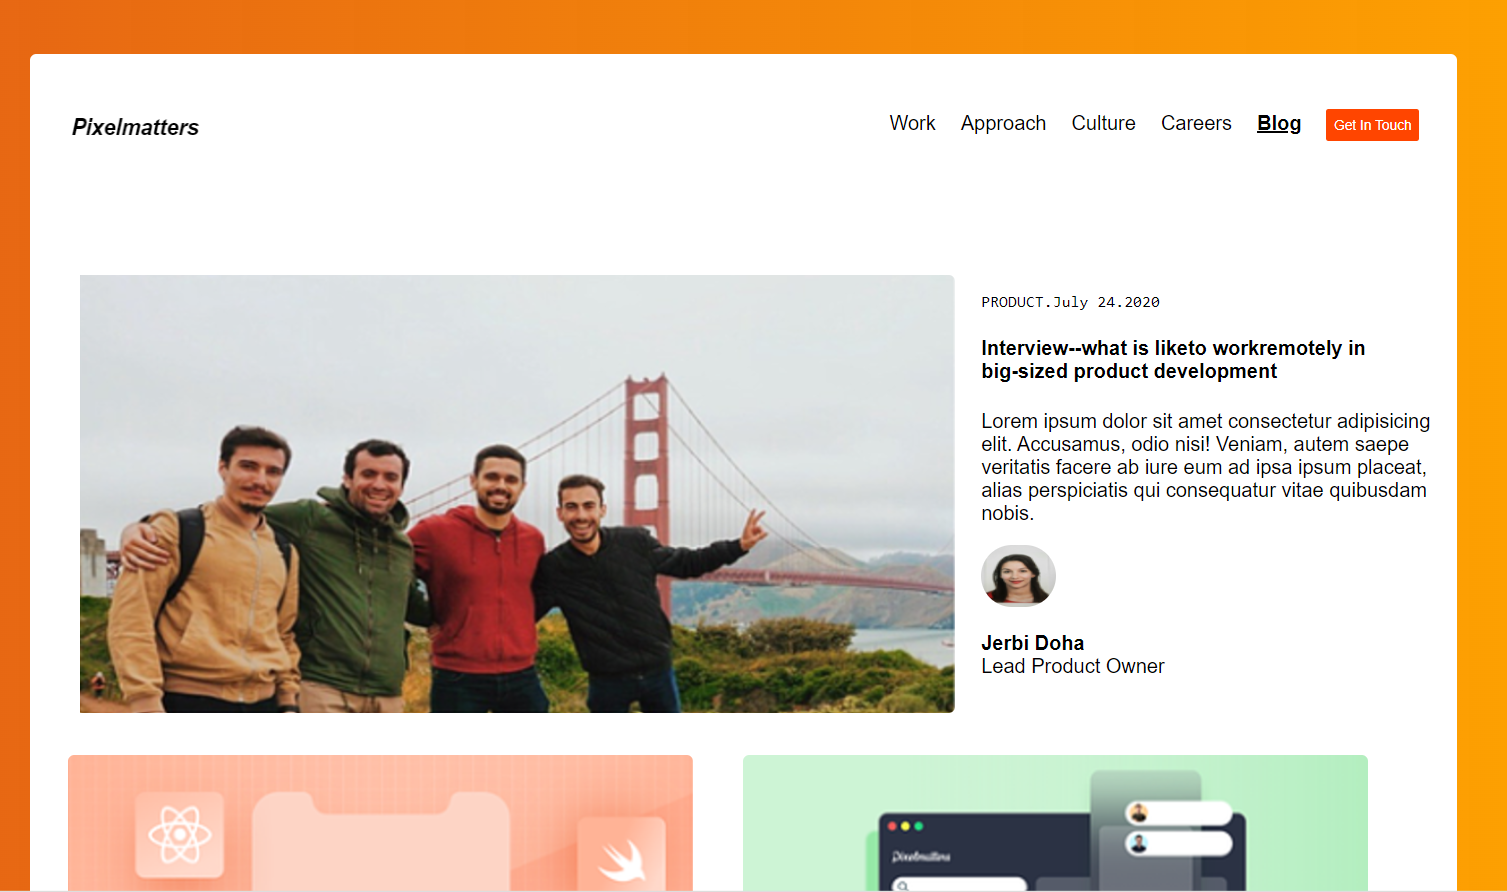 Pixelmatters
Work Approach Culture Careers Blog Get In Touch
PRODUCT.July 24.2020
Interview--what is liketo workremotely in
big-sized product development
Lorem ipsum dolor sit amet consectetur adipisicing
elit. Accusamus, odio nisi! Veniam, autem saepe
veritatis facere ab iure eum ad ipsa ipsum placeat,
alias perspiciatis qui consequatur vitae quibusdam
nobis.
Jerbi Doha
Lead Product Owner
Pixelmatters